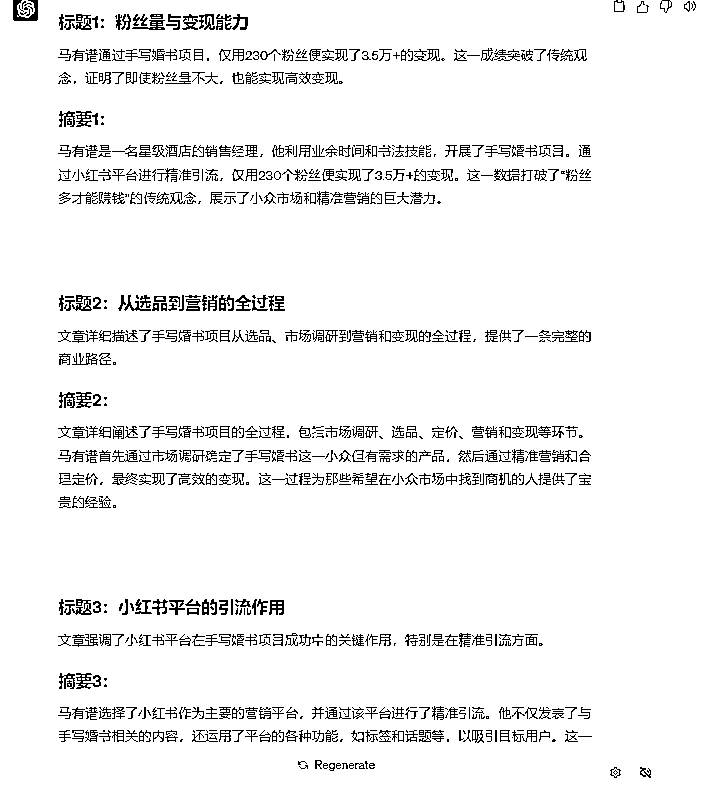 标题1：粉丝量与变现能力
马有谱通过手写婚书项目，仅用230个粉丝便实现了3.5万+的变现。这一成绩突破了传统观
念，证明了即使粉丝量不大，也能实现高效变现。
摘要1：
马有谱是一名星级酒店的销售经理，他利用业余时间和书法技能，开展了手写婚书项目。通
过小红书平台进行精准引流，仅用230个粉丝便实现了3.5万+的变现。这一数据打破了“粉丝
多才能赚钱”的传统观念，展示了小众市场和精准营销的巨大潜力。
标题2：从选品到营销的全过程
文章详细描述了手写婚书项目从选品、市场调研到营销和变现的全过程，提供了一条完整的
商业路径。
摘要2：
文章详细阐述了手写婚书项目的全过程，包括市场调研、选品、定价、营销和变现等环节。
马有谱首先通过市场调研确定了手写婚书这一小众但有需求的产品，然后通过精准营销和合
理定价，最终实现了高效的变现。这一过程为那些希望在小众市场中找到商机的人提供了宝
贵的经验。
标题3：小红书平台的引流作用
文章强调了小红书平台在手写婚书项目成功中的关键作用，特别是在精准引流方面。
摘要3：
马有谱选择了小红书作为主要的营销平台，并通过该平台进行了精准引流。他不仅发表了与
手写婚书相关的内容，还运用了平台的各种功能，如标签和话题等，以吸引目标用户。这一
Regenerate